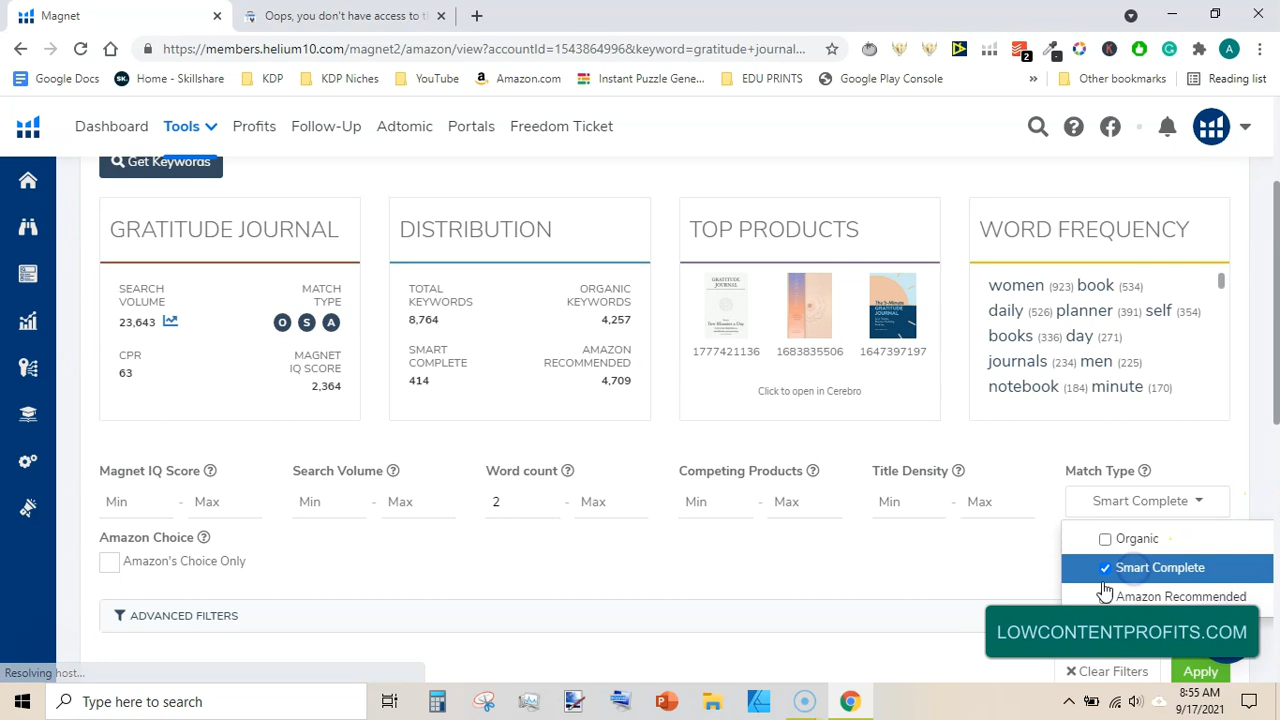 Magnet
Oops, you don't have access to t
https://members.helium10.com/magnet2/amazon/view?accountId=1543864996&keyword=gratitude+journal...
A
2
Google Docs
SK.
Home - Skillshare
KDP
KDP Niches
YouTube
Amazon.com
Instant Puzzle Gene...
EDU PRINTS
Google Play Console
»
Other bookmarks
Reading list
Dashboard
Tools
Profits
Follow-Up
Adtomic
Portals
Freedom Ticket
Get Keywords
GRATITUDE JOURNAL
SEARCH VOLUME
23,643
MATCH TYPE
O S A
CPR
63
MAGNET IQ SCORE
2,364
DISTRIBUTION
TOTAL KEYWORDS
8,764
ORGANIC KEYWORDS
4,257
SMART COMPLETE
414
AMAZON RECOMMENDED
4,709
TOP PRODUCTS
GRATITUDE JOURNAL
1777421136 1683835506 1647397197
Click to open in Cerebro
WORD FREQUENCY
women (923) book (534)
daily (526) planner (391) self (354)
books (336) day (271)
journals (234) men (225)
notebook (184) minute (170)
Magnet IQ Score
Min - Max
Search Volume
Min - Max
Word count
2 - Max
Competing Products
Min - Max
Title Density
Min - Max
Match Type
Smart Complete
Organic
Smart Complete
Amazon Recommended
Amazon Choice
Amazon's Choice Only
ADVANCED FILTERS
LOWCONTENTPROFITS.COM
Clear Filters
Apply
Resolving host...
Type here to search
8:55 AM
9/17/2021